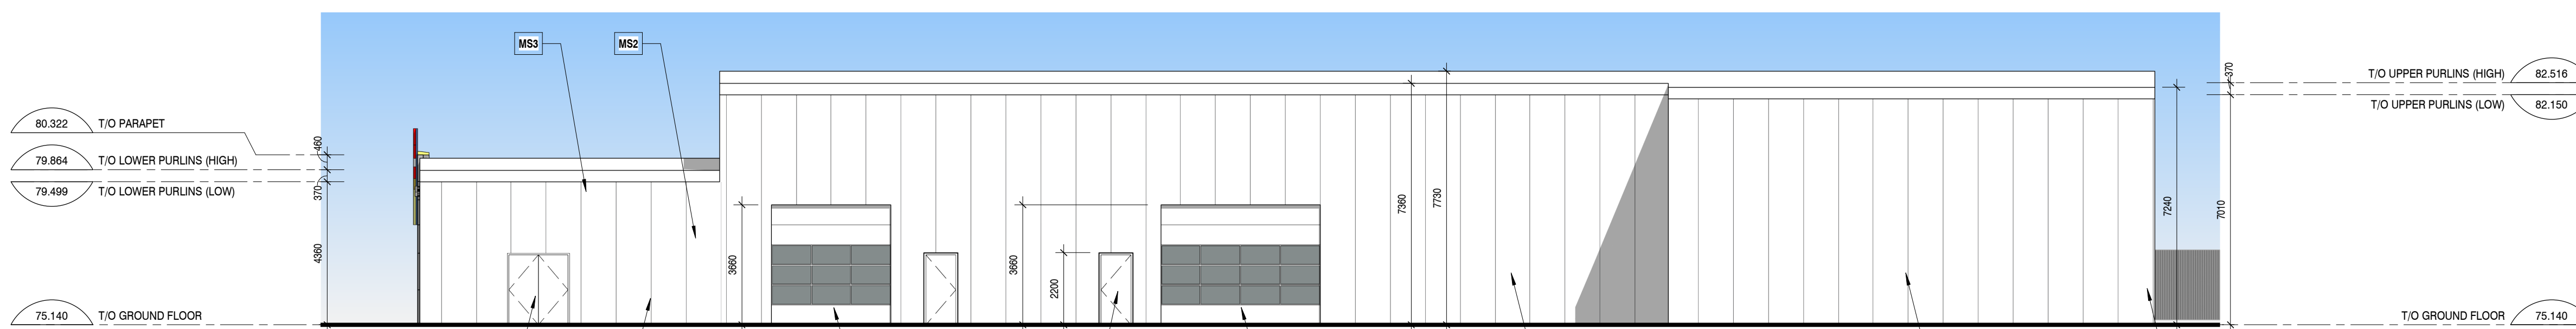 MS3
MS2
80.322 T/O PARAPET
79.864 T/O LOWER PURLINS (HIGH)
79.499 T/O LOWER PURLINS (LOW)
75.140 T/O GROUND FLOOR
460
370
4360
3660
3660
2200
7360
7730
7240
7010
370
T/O UPPER PURLINS (HIGH) 82.516
T/O UPPER PURLINS (LOW) 82.150
T/O GROUND FLOOR 75.140